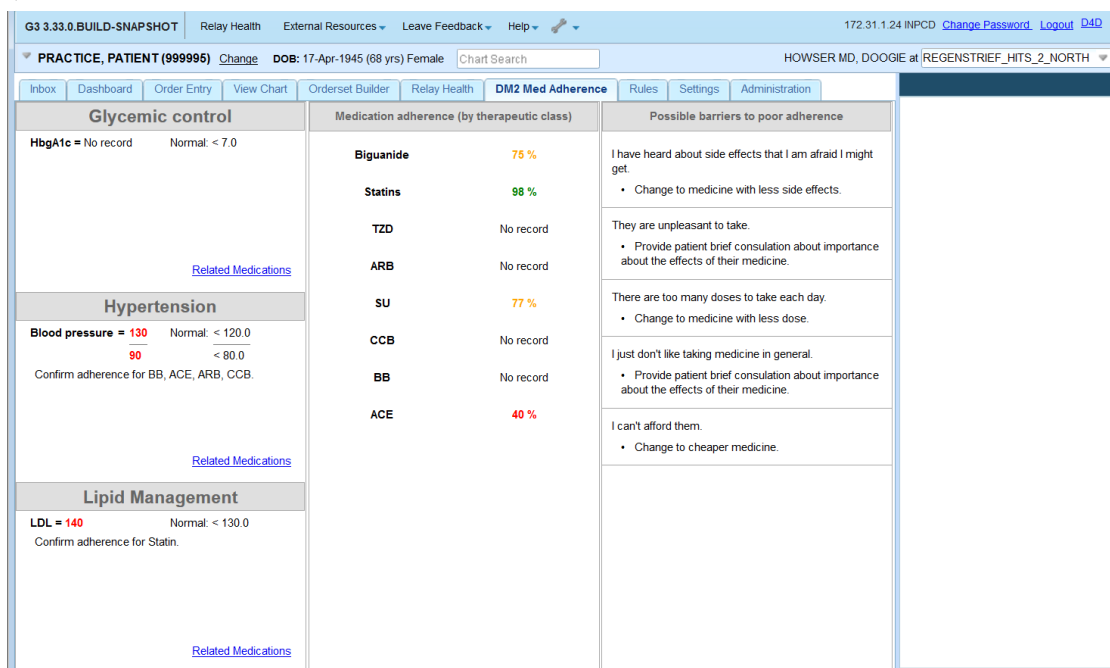 G3 3.33.0.BUILD-SNAPSHOT Relay Health External Resources Leave Feedback Help 172.31.1.24 INPCD Change Password Logout D4D
PRACTICE, PATIENT (999995) Change DOB: 17-Apr-1945 (68 yrs) Female Chart Search HOWSER MD, DOOGIE at REGENSTRIEF_HITS_2_NORTH
Inbox Dashboard Order Entry View Chart Orderset Builder Relay Health DM2 Med Adherence Rules Settings Administration
Glycemic control
HbgA1c = No record Normal: < 7.0
Related Medications
Hypertension
Blood pressure = 130 Normal: < 120.0
90 < 80.0
Confirm adherence for BB, ACE, ARB, CCB.
Related Medications
Lipid Management
LDL = 140 Normal: < 130.0
Confirm adherence for Statin.
Related Medications
Medication adherence (by therapeutic class)
Biguanide 75 %
Statins 98 %
TZD No record
ARB No record
SU 77 %
CCB No record
BB No record
ACE 40 %
Possible barriers to poor adherence
I have heard about side effects that I am afraid I might
get.
• Change to medicine with less side effects.
They are unpleasant to take.
• Provide patient brief consulation about importance
about the effects of their medicine.
There are too many doses to take each day.
• Change to medicine with less dose.
I just don't like taking medicine in general.
• Provide patient brief consulation about importance
about the effects of their medicine.
I can't afford them.
• Change to cheaper medicine.